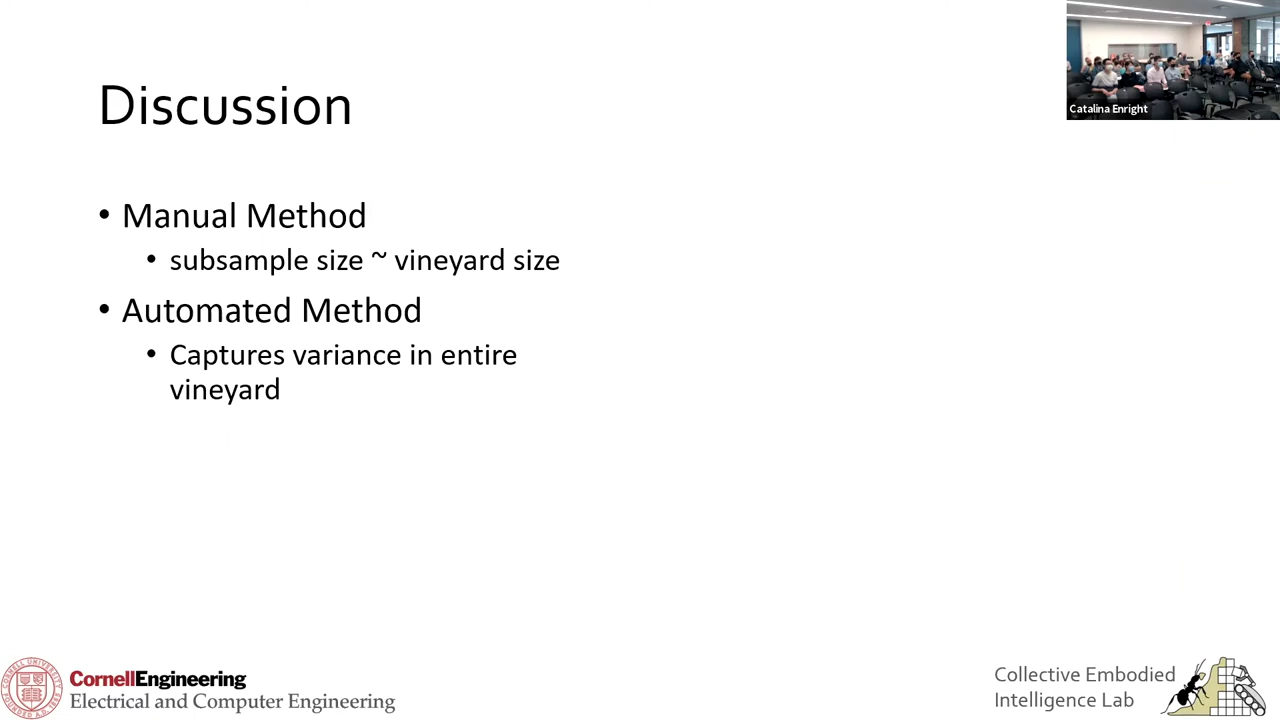 Discussion
Catalina Enright
• Manual Method
• subsample size ~ vineyard size
• Automated Method
• Captures variance in entire
vineyard
CornellEngineering
Electrical and Computer Engineering
Collective Embodied
Intelligence Lab